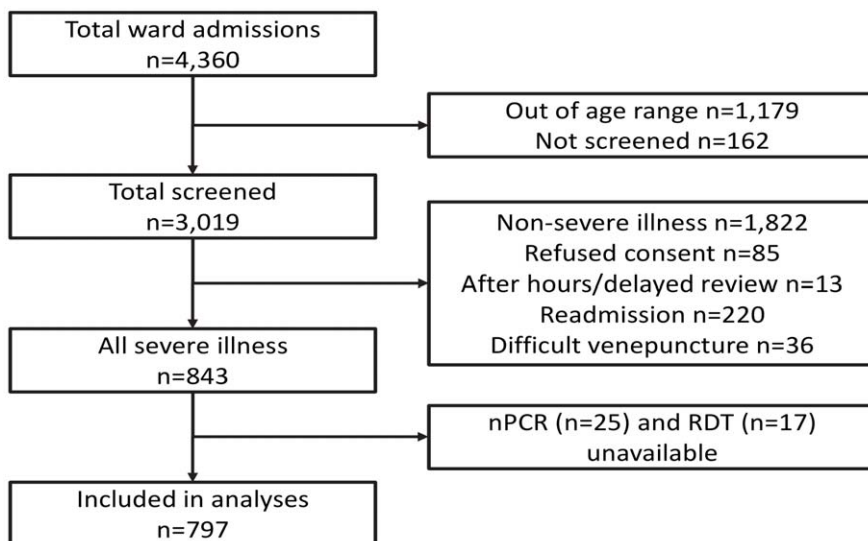 Total ward admissions
n=4,360
Out of age range n=1,179
Not screened n=162
Total screened
n=3,019
Non-severe illness n=1,822
Refused consent n=85
After hours/delayed review n=13
Readmission n=220
Difficult venepuncture n=36
All severe illness
n=843
nPCR (n=25) and RDT (n=17)
unavailable
Included in analyses
n=797